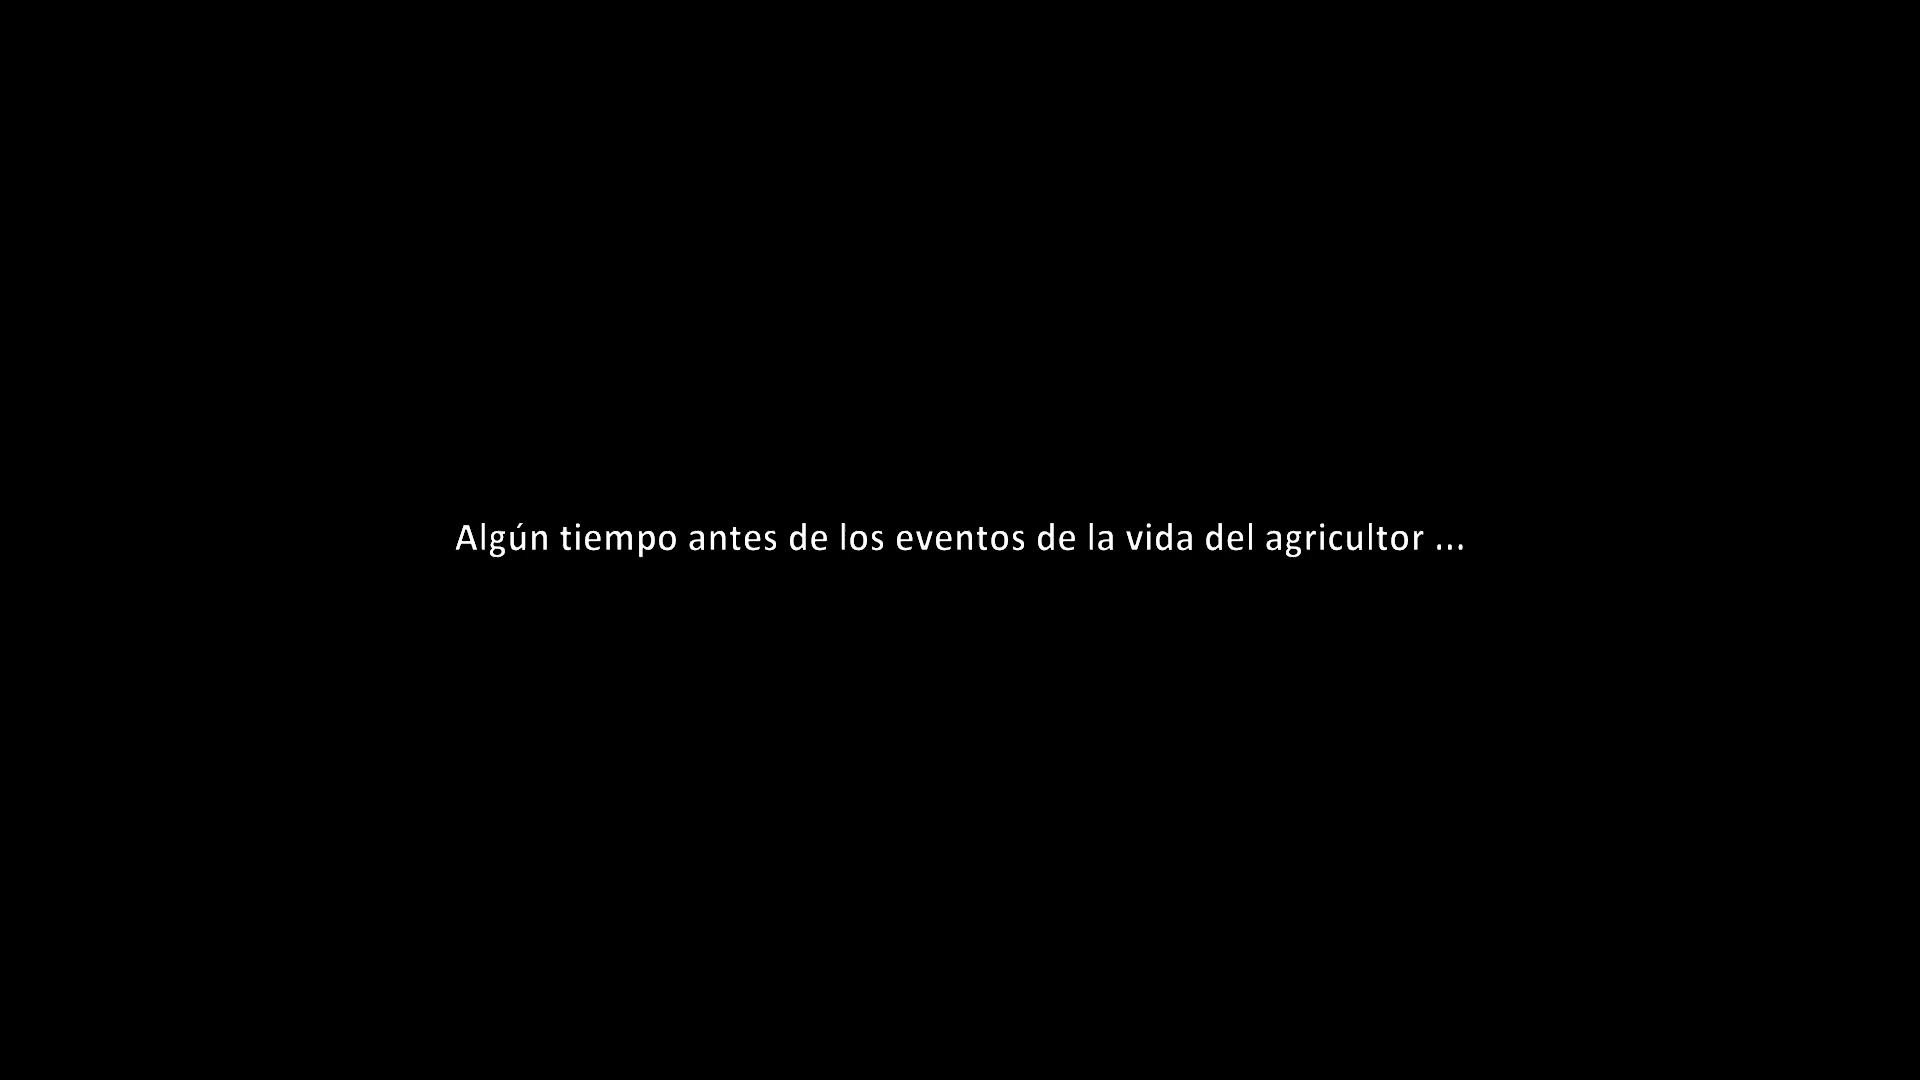 Algún tiempo antes de los eventos de la vida del agricultor ...